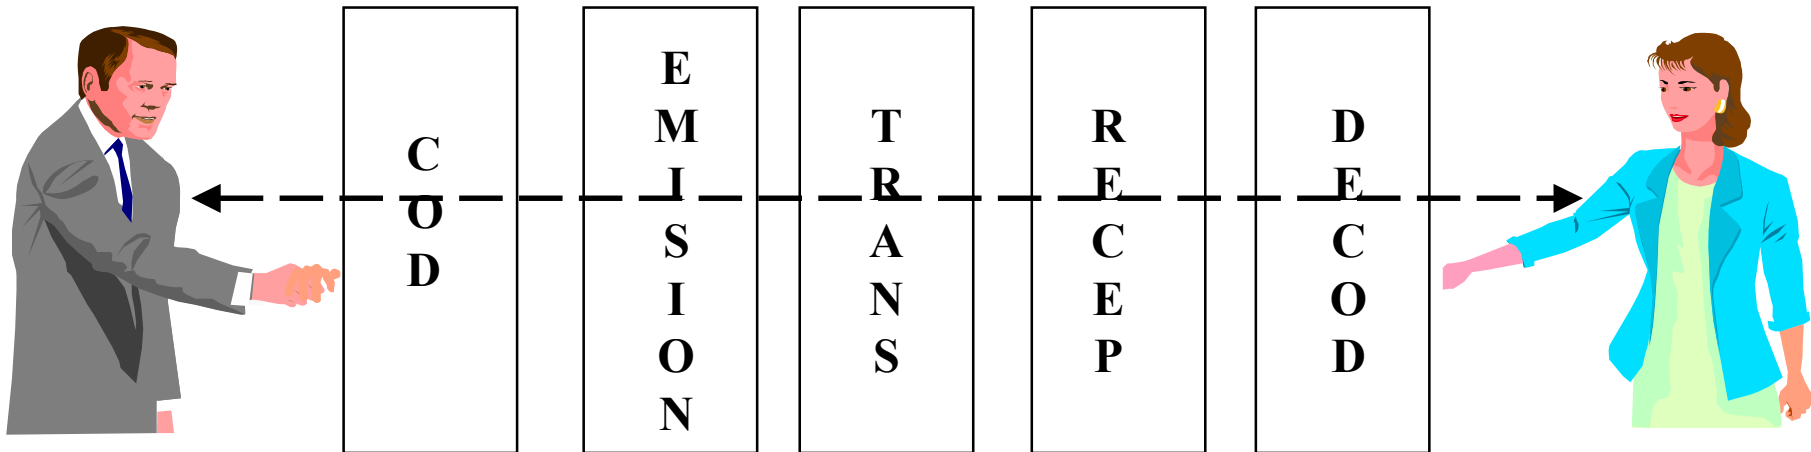 COD
EMISION
TRANS
RECEP
DECOD